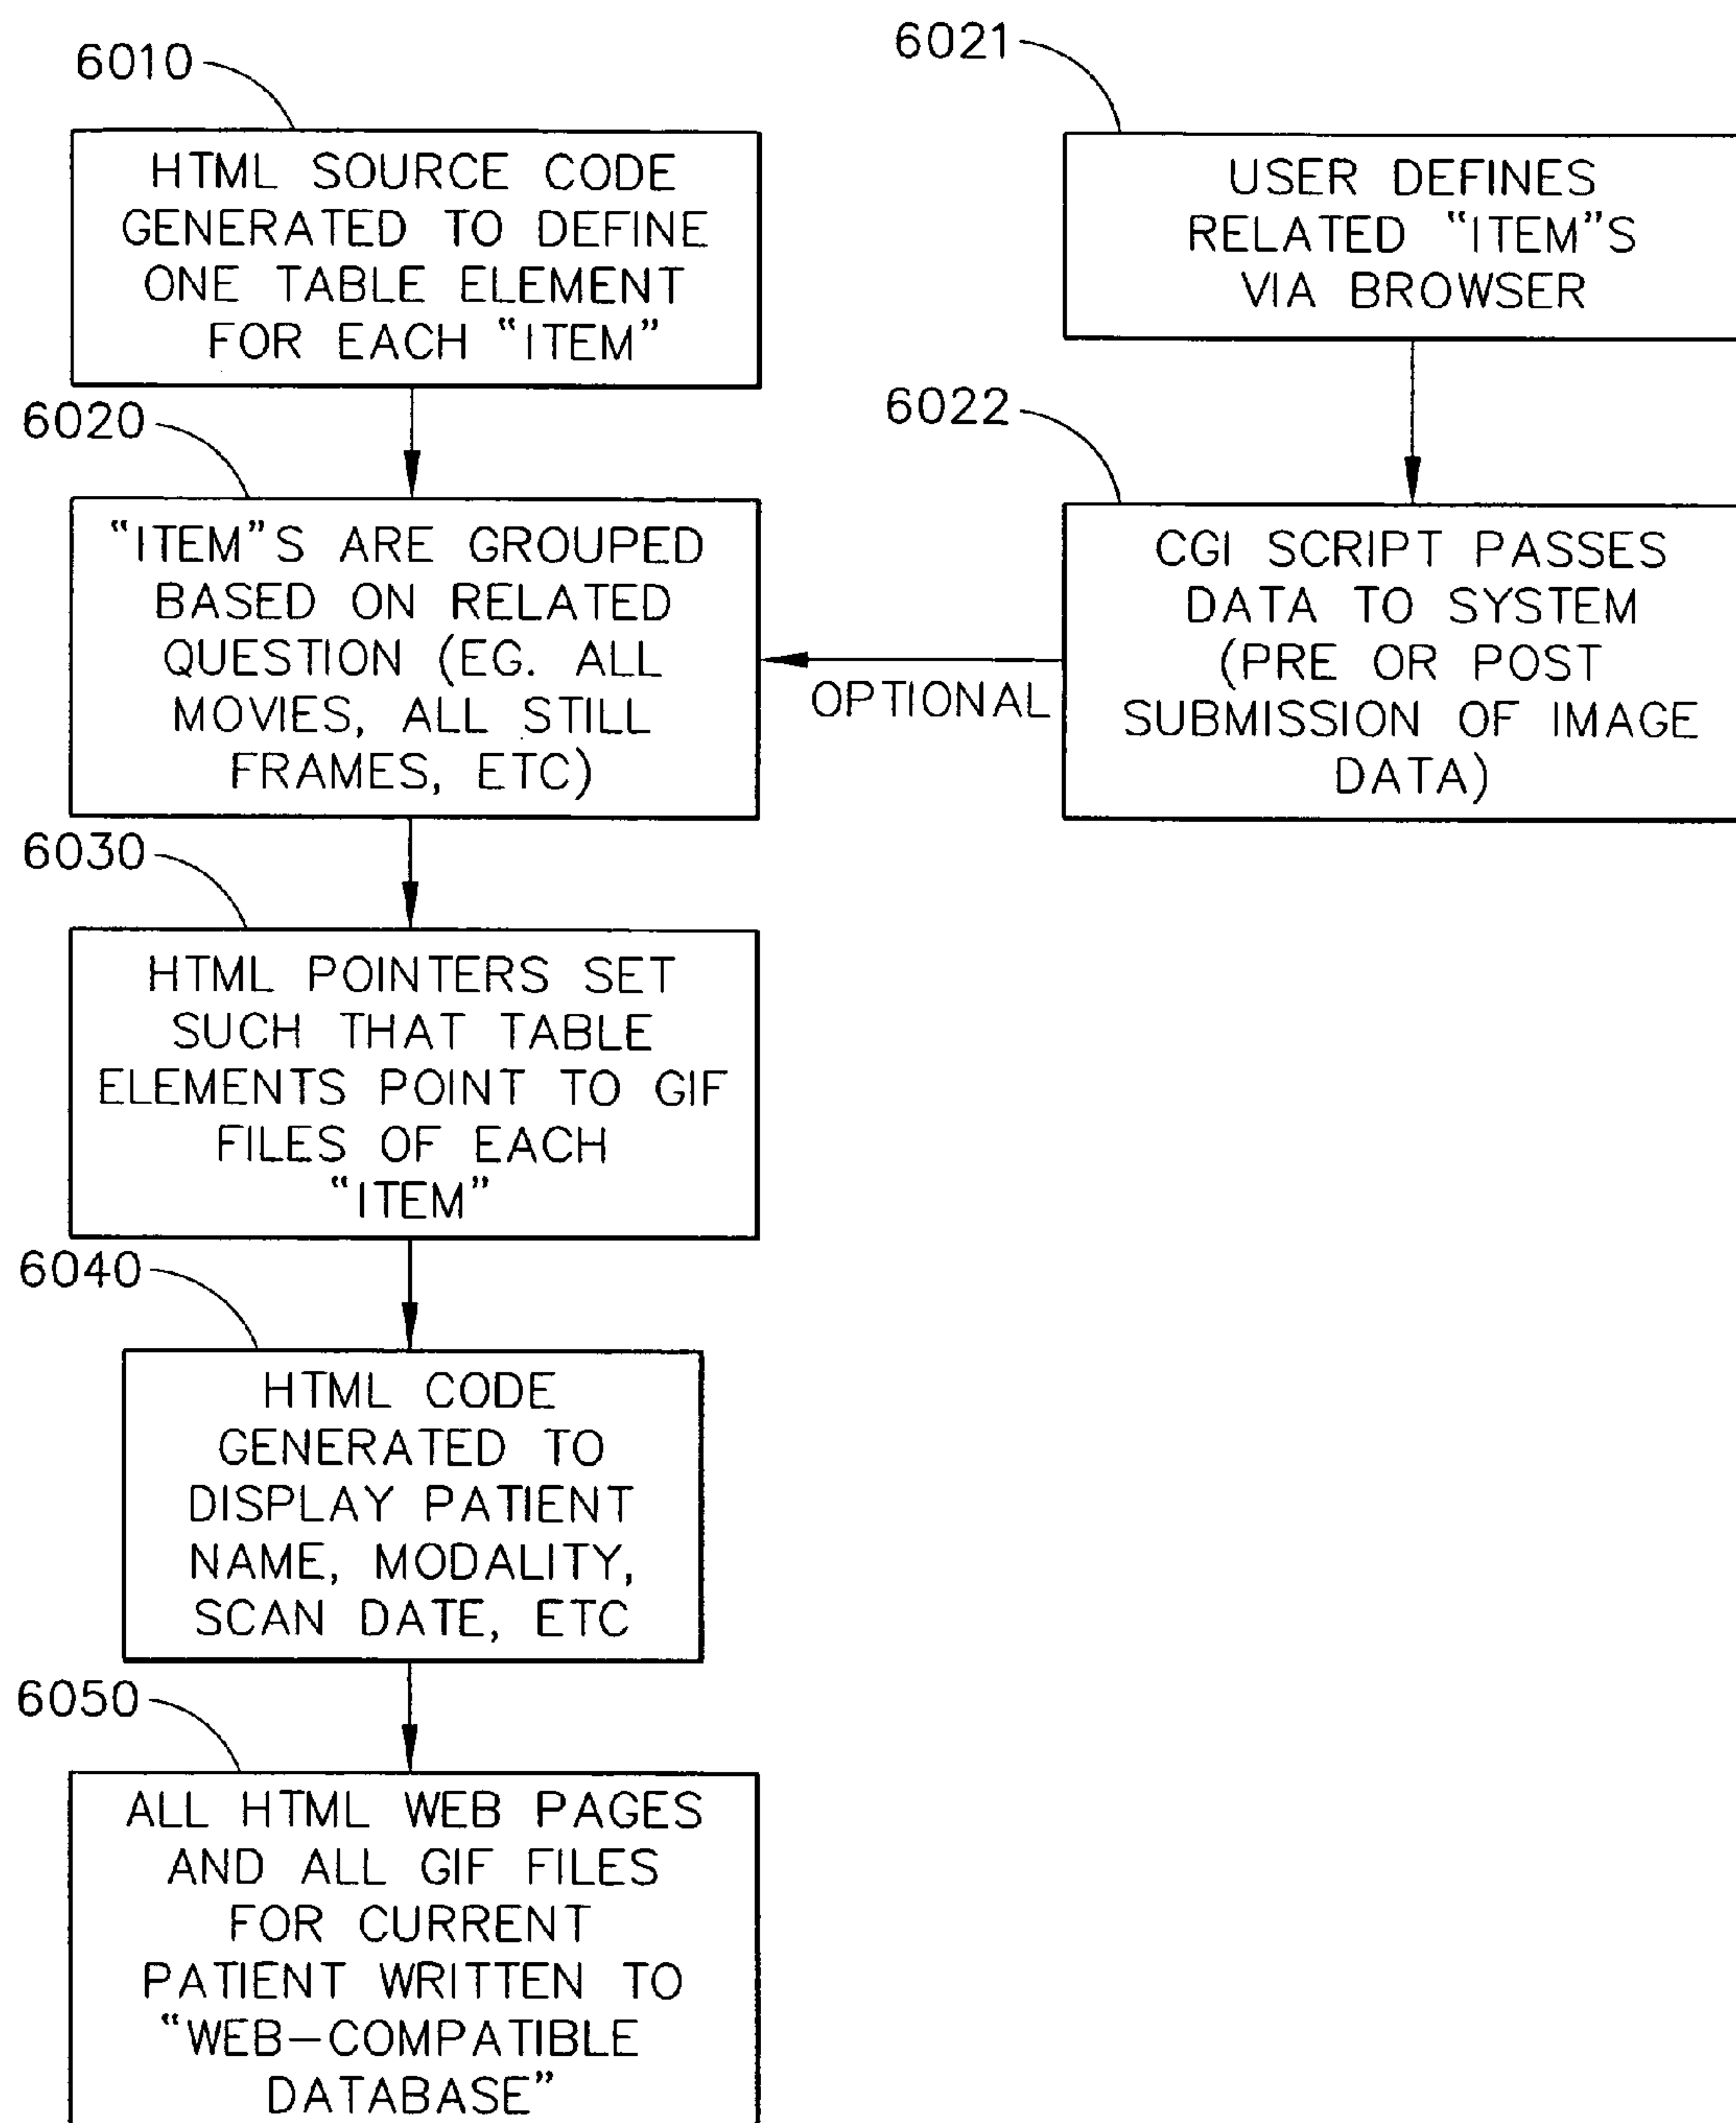 6010
HTML SOURCE CODE
GENERATED TO DEFINE
ONE TABLE ELEMENT
FOR EACH “ITEM”
6020
“ITEM”S ARE GROUPED
BASED ON RELATED
QUESTION (EG. ALL
MOVIES, ALL STILL
FRAMES, ETC)
6030
HTML POINTERS SET
SUCH THAT TABLE
ELEMENTS POINT TO GIF
FILES OF EACH
“ITEM”
6040
HTML CODE
GENERATED TO
DISPLAY PATIENT
NAME, MODALITY,
SCAN DATE, ETC
6050
ALL HTML WEB PAGES
AND ALL GIF FILES
FOR CURRENT
PATIENT WRITTEN TO
“WEB–COMPATIBLE
DATABASE”
6021
USER DEFINES
RELATED “ITEM”S
VIA BROWSER
6022
CGI SCRIPT PASSES
DATA TO SYSTEM
(PRE OR POST
SUBMISSION OF IMAGE
DATA)
OPTIONAL